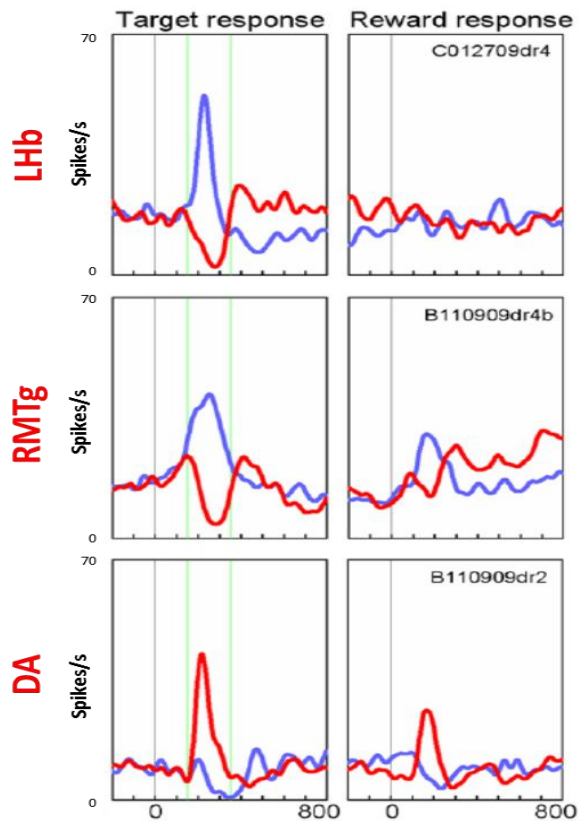 Target response
Reward response
70
C012709dr4
LHb
Spikes/s
0
70
B110909dr4b
RMTg
Spikes/s
0
70
B110909dr2
DA
Spikes/s
0
0
800
0
800